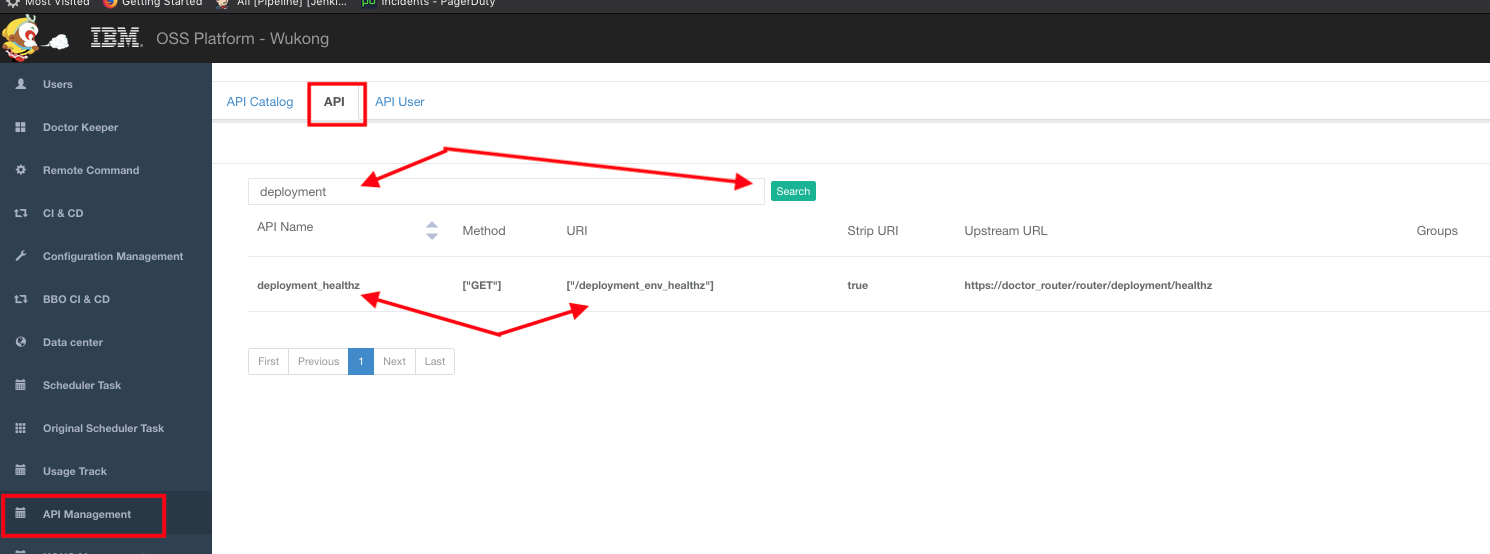 Most Visited Getting Started All [Pipeline] [Jenki... pd Incidents - PagerDuty
IBM OSS Platform - Wukong
Users
Doctor Keeper
Remote Command
CI & CD
Configuration Management
BBO CI & CD
Data center
Scheduler Task
Original Scheduler Task
Usage Track
API Management
API Catalog API API User
deployment Search
API Name Method URI Strip URI Upstream URL Groups
deployment_healthz ["GET"] ["/deployment_env_healthz"] true https://doctor_router/router/deployment/healthz
First Previous 1 Next Last